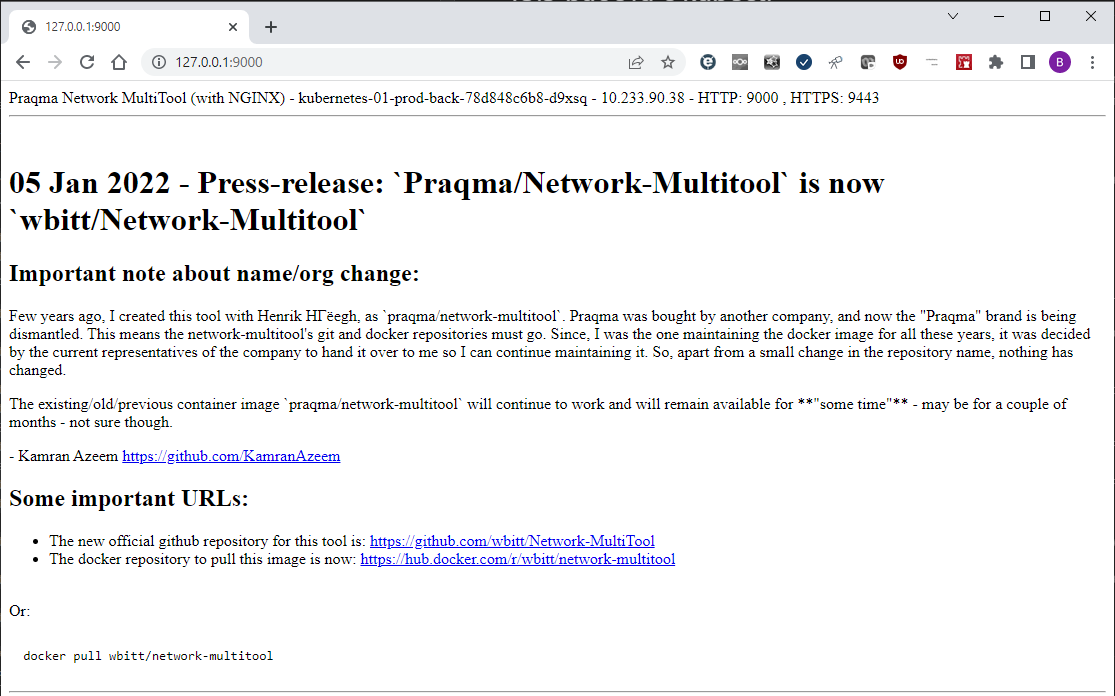 127.0.0.1:9000
127.0.0.1:9000
B
Praqma Network MultiTool (with NGINX) - kubernetes-01-prod-back-78d848c6b8-d9xsq - 10.233.90.38 - HTTP: 9000 , HTTPS: 9443
05 Jan 2022 - Press-release: `Praqma/Network-Multitool` is now
`wbitt/Network-Multitool`
Important note about name/org change:
Few years ago, I created this tool with Henrik HГёegh, as `praqma/network-multitool`. Praqma was bought by another company, and now the "Praqma" brand is being
dismantled. This means the network-multitool's git and docker repositories must go. Since, I was the one maintaining the docker image for all these years, it was decided
by the current representatives of the company to hand it over to me so I can continue maintaining it. So, apart from a small change in the repository name, nothing has
changed.
The existing/old/previous container image `praqma/network-multitool` will continue to work and will remain available for **"some time"** - may be for a couple of
months - not sure though.
- Kamran Azeem https://github.com/KamranAzeem
Some important URLs:
• The new official github repository for this tool is: https://github.com/wbitt/Network-MultiTool
• The docker repository to pull this image is now: https://hub.docker.com/r/wbitt/network-multitool
Or:
docker pull wbitt/network-multitool